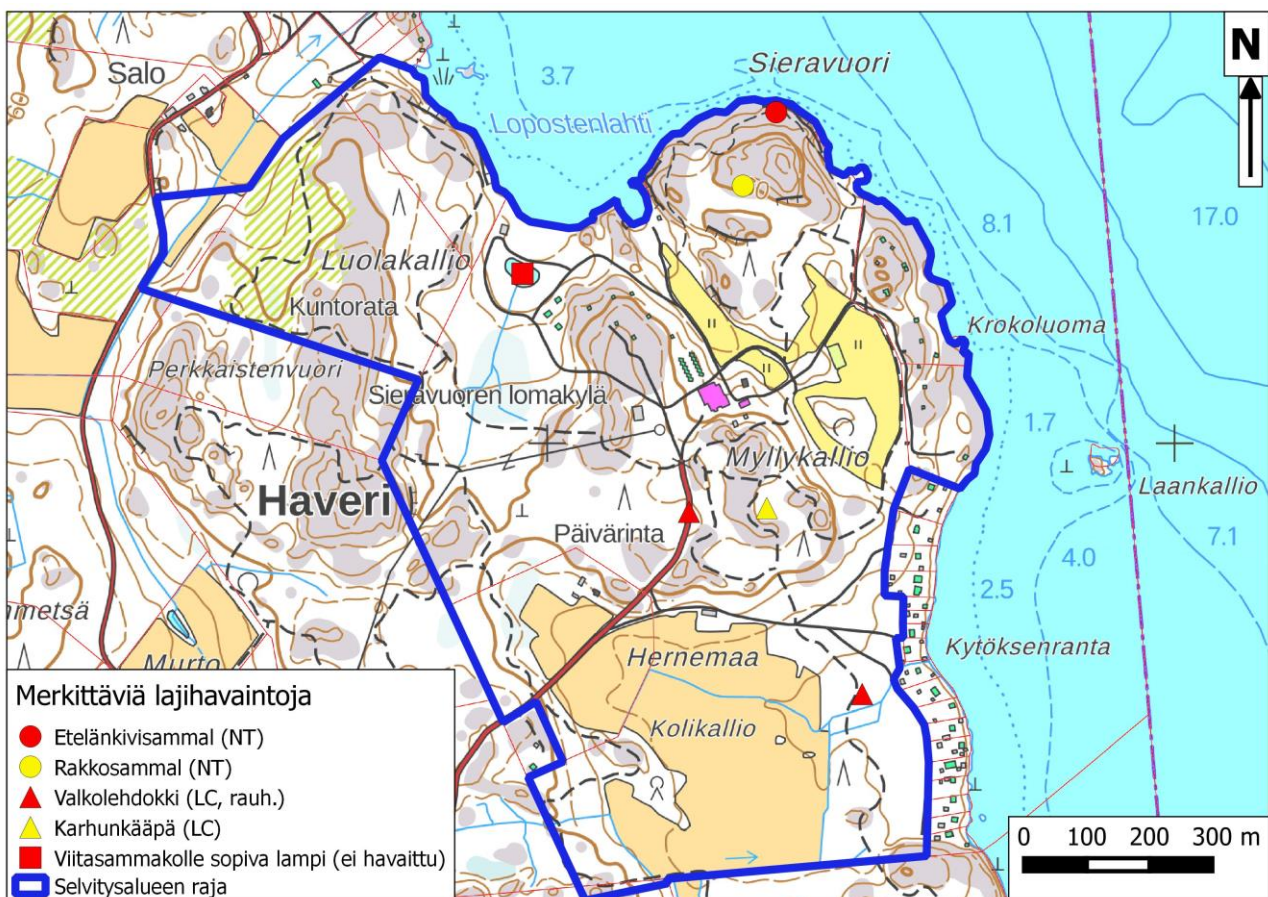 Salo
60
3.7
Sieravuori
N
Lopostenlahti
8.1
17.0
Luolakallio
Kuntorata
Krokoluoma
Perkkaistenvuori
Sieravuoren lomakylä
1.7
Myllykallio
Haveri
Laankallio
Päivärinta
7.1
4.0
2.5
mmetsä
Murto
Hernemaa
Kytöksenranta
Kolikallio
Merkittäviä lajihavaintoja
Etelänkivisammal (NT)
Rakkosammal (NT)
Valkolehdokki (LC, rauh.)
Karhunkääpä (LC)
Viitasammakolle sopiva lampi (ei havaittu)
Selvitysalueen raja
0 100 200 300 m